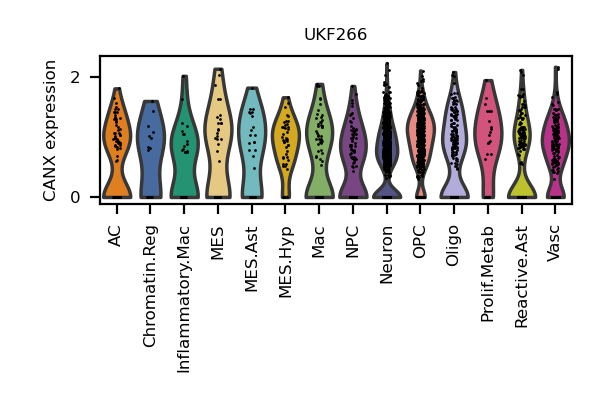 UKF266
CANX expression
2
0
AC
Chromatin.Reg
Inflammatory.Mac
MES
MES.Ast
MES.Hyp
Mac
NPC
Neuron
OPC
Oligo
Prolif.Metab
Reactive.Ast
Vasc